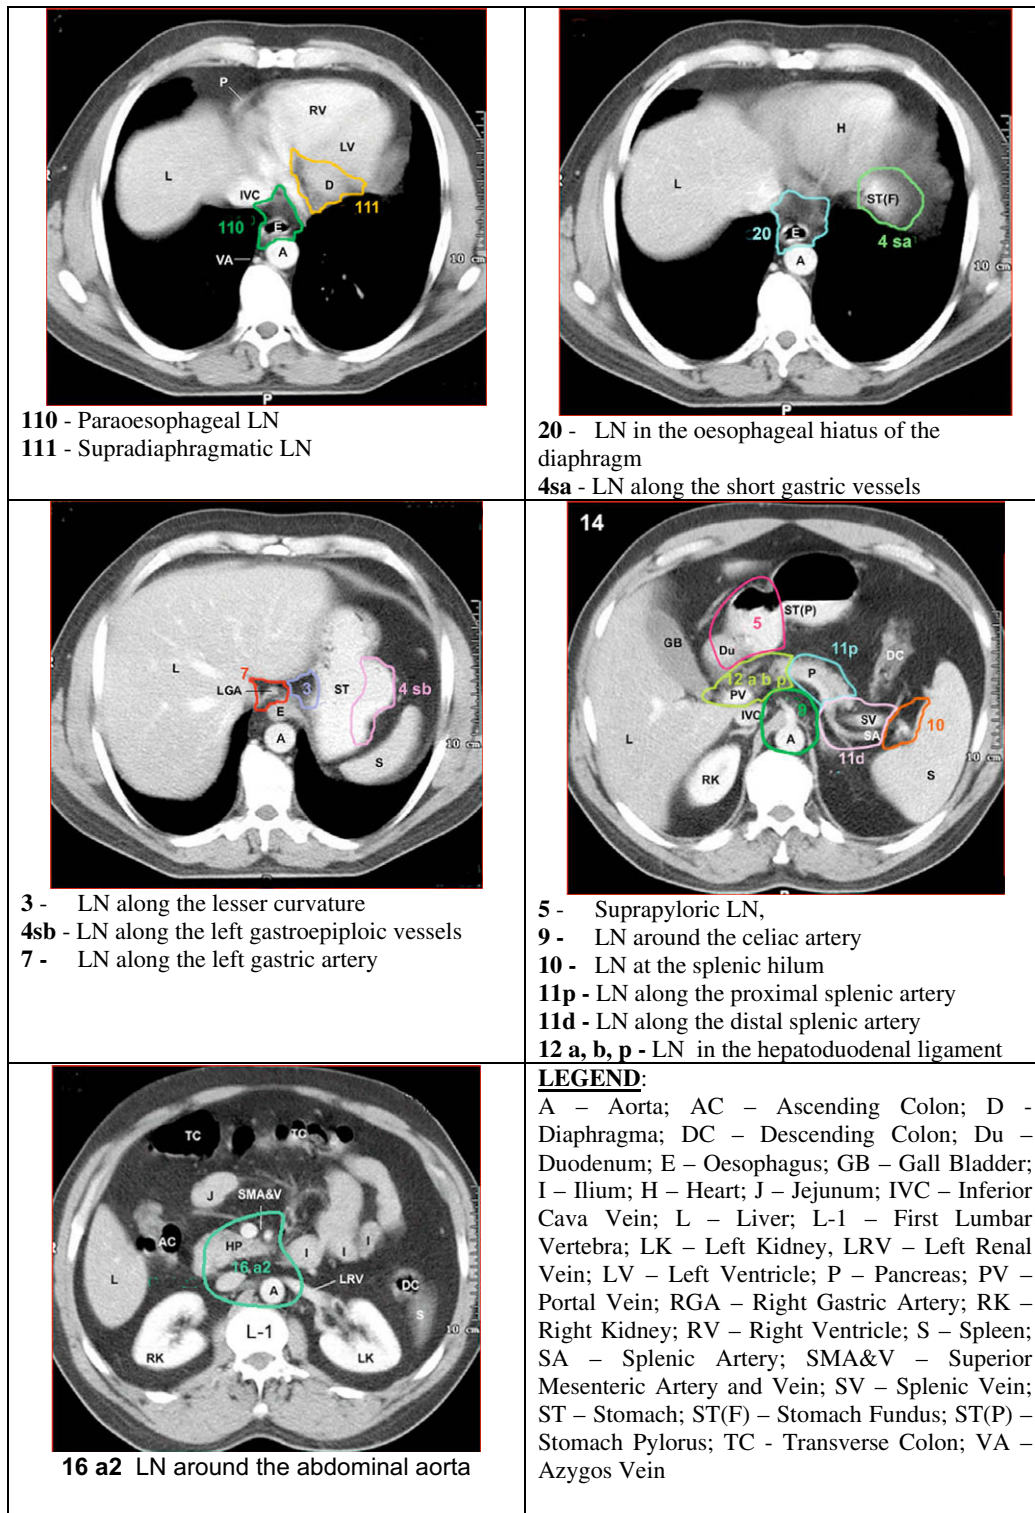 P
RV
LV
L
D
IVC
111
110
E
VA
A
10 cm
P
110 - Paraoesophageal LN
111 - Supradiaphragmatic LN
H
L
ST(F)
E
20
4 sa
A
10 cm
P
20 - LN in the oesophageal hiatus of the
diaphragm
4sa - LN along the short gastric vessels
L
7
LGA
3
ST
4 sb
E
A
S
10 cm
3 - LN along the lesser curvature
4sb - LN along the left gastroepiploic vessels
7 - LN along the left gastric artery
14
ST(P)
5
GB
Du
11p
DC
12 a b p
P
PV
9
IVC
SV
10
SA
A
L
11d
10 cm
RK
S
5 - Suprapyloric LN,
9 - LN around the celiac artery
10 - LN at the splenic hilum
11p - LN along the proximal splenic artery
11d - LN along the distal splenic artery
12 a, b, p - LN in the hepatoduodenal ligament
TC
TC
J
SMA&V
AC
HP
I
I
I
16 a2
L
LRV
A
DC
S
L-1
10 cm
RK
LK
16 a2 LN around the abdominal aorta
LEGEND:
A – Aorta; AC – Ascending Colon; D -
Diaphragma; DC – Descending Colon; Du –
Duodenum; E – Oesophagus; GB – Gall Bladder;
I – Ilium; H – Heart; J – Jejunum; IVC – Inferior
Cava Vein; L – Liver; L-1 – First Lumbar
Vertebra; LK – Left Kidney, LRV – Left Renal
Vein; LV – Left Ventricle; P – Pancreas; PV –
Portal Vein; RGA – Right Gastric Artery; RK –
Right Kidney; RV – Right Ventricle; S – Spleen;
SA – Splenic Artery; SMA&V – Superior
Mesenteric Artery and Vein; SV – Splenic Vein;
ST – Stomach; ST(F) – Stomach Fundus; ST(P) –
Stomach Pylorus; TC - Transverse Colon; VA –
Azygos Vein